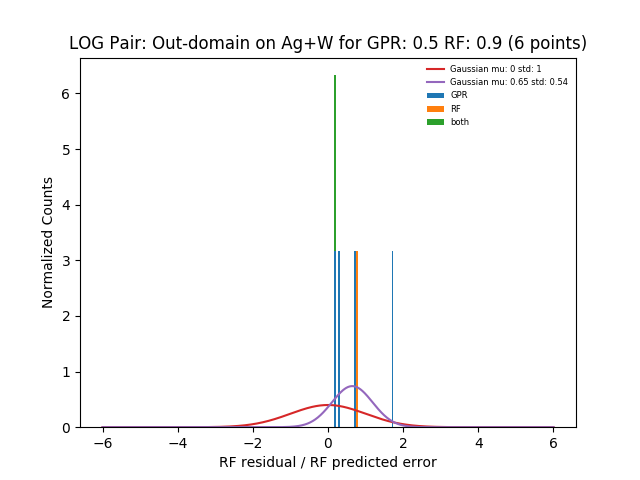 LOG Pair: Out-domain on Ag+W for GPR: 0.5 RF: 0.9 (6 points)
Gaussian mu: 0 std: 1
Gaussian mu: 0.65 std: 0.54
GPR
RF
both
Normalized Counts
6
5
4
3
2
1
0
−6
−4
−2
0
2
4
6
RF residual / RF predicted error